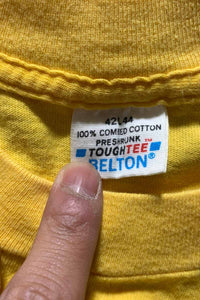 42L44
100% COMBED COTTON
PRESHRUNK
TOUGHTEE
BELTON®